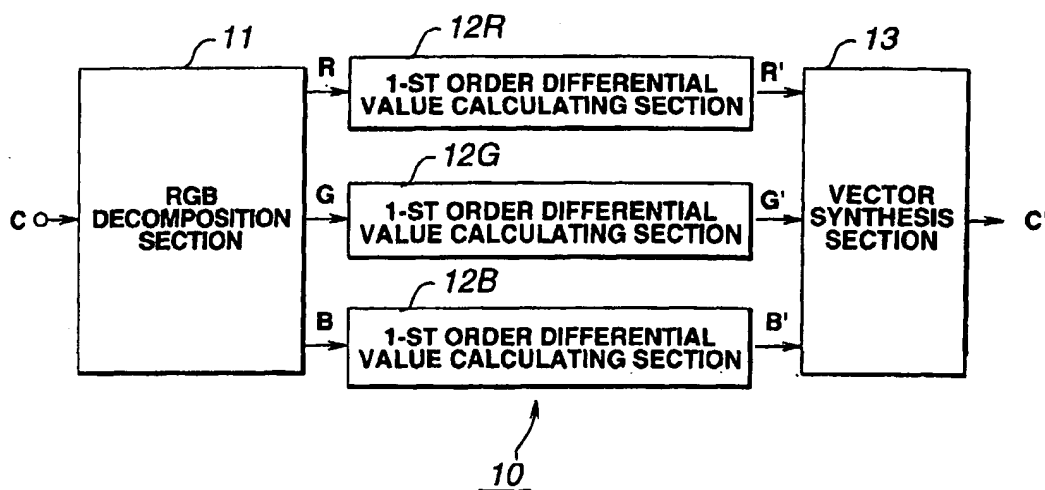 11
12R
13
R
1-ST ORDER DIFFERENTIAL
VALUE CALCULATING SECTION
R'
12G
C
RGB
DECOMPOSITION
SECTION
G
1-ST ORDER DIFFERENTIAL
VALUE CALCULATING SECTION
G'
VECTOR
SYNTHESIS
SECTION
C'
12B
B
1-ST ORDER DIFFERENTIAL
VALUE CALCULATING SECTION
B'
10